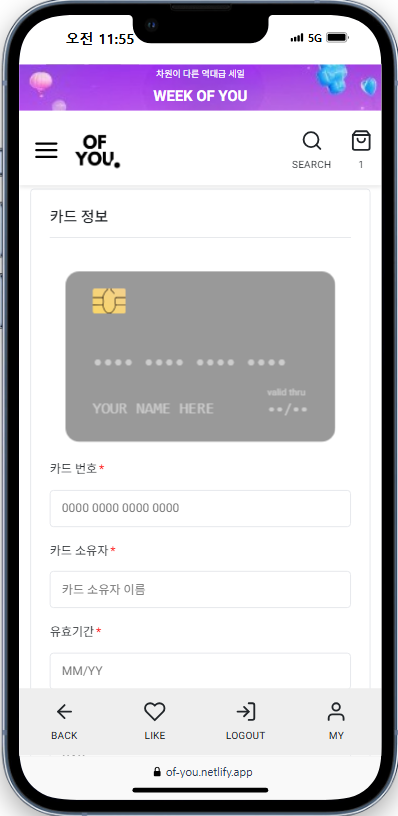 오전 11:55
5G
차원이 다른 역대급 세일
WEEK OF YOU
OF
YOU.
SEARCH
1
카드 정보
•••• •••• •••• ••••
valid thru
YOUR NAME HERE ••/••
카드 번호 *
0000 0000 0000 0000
카드 소유자 *
카드 소유자 이름
유효기간 *
MM/YY
BACK
LIKE
LOGOUT
MY
of-you.netlify.app